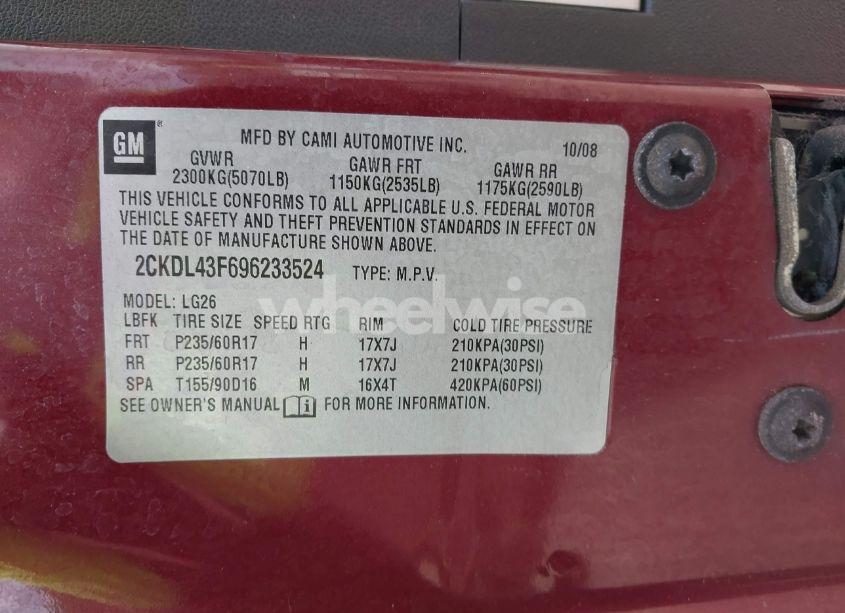 GM
MFD BY CAMI AUTOMOTIVE INC. 10/08
GVWR GAWR FRT GAWR RR
2300KG(5070LB) 1150KG(2535LB) 1175KG(2590LB)
THIS VEHICLE CONFORMS TO ALL APPLICABLE U.S. FEDERAL MOTOR
VEHICLE SAFETY AND THEFT PREVENTION STANDARDS IN EFFECT ON
THE DATE OF MANUFACTURE SHOWN ABOVE.
2CKDL43F696233524 TYPE: M.P.V.
MODEL: LG26
wheelwise
LBFK TIRE SIZE SPEED RTG RIM COLD TIRE PRESSURE
FRT P235/60R17 H 17X7J 210KPA(30PSI)
RR P235/60R17 H 17X7J 210KPA(30PSI)
SPA T155/90D16 M 16X4T 420KPA(60PSI)
SEE OWNER'S MANUAL i FOR MORE INFORMATION.